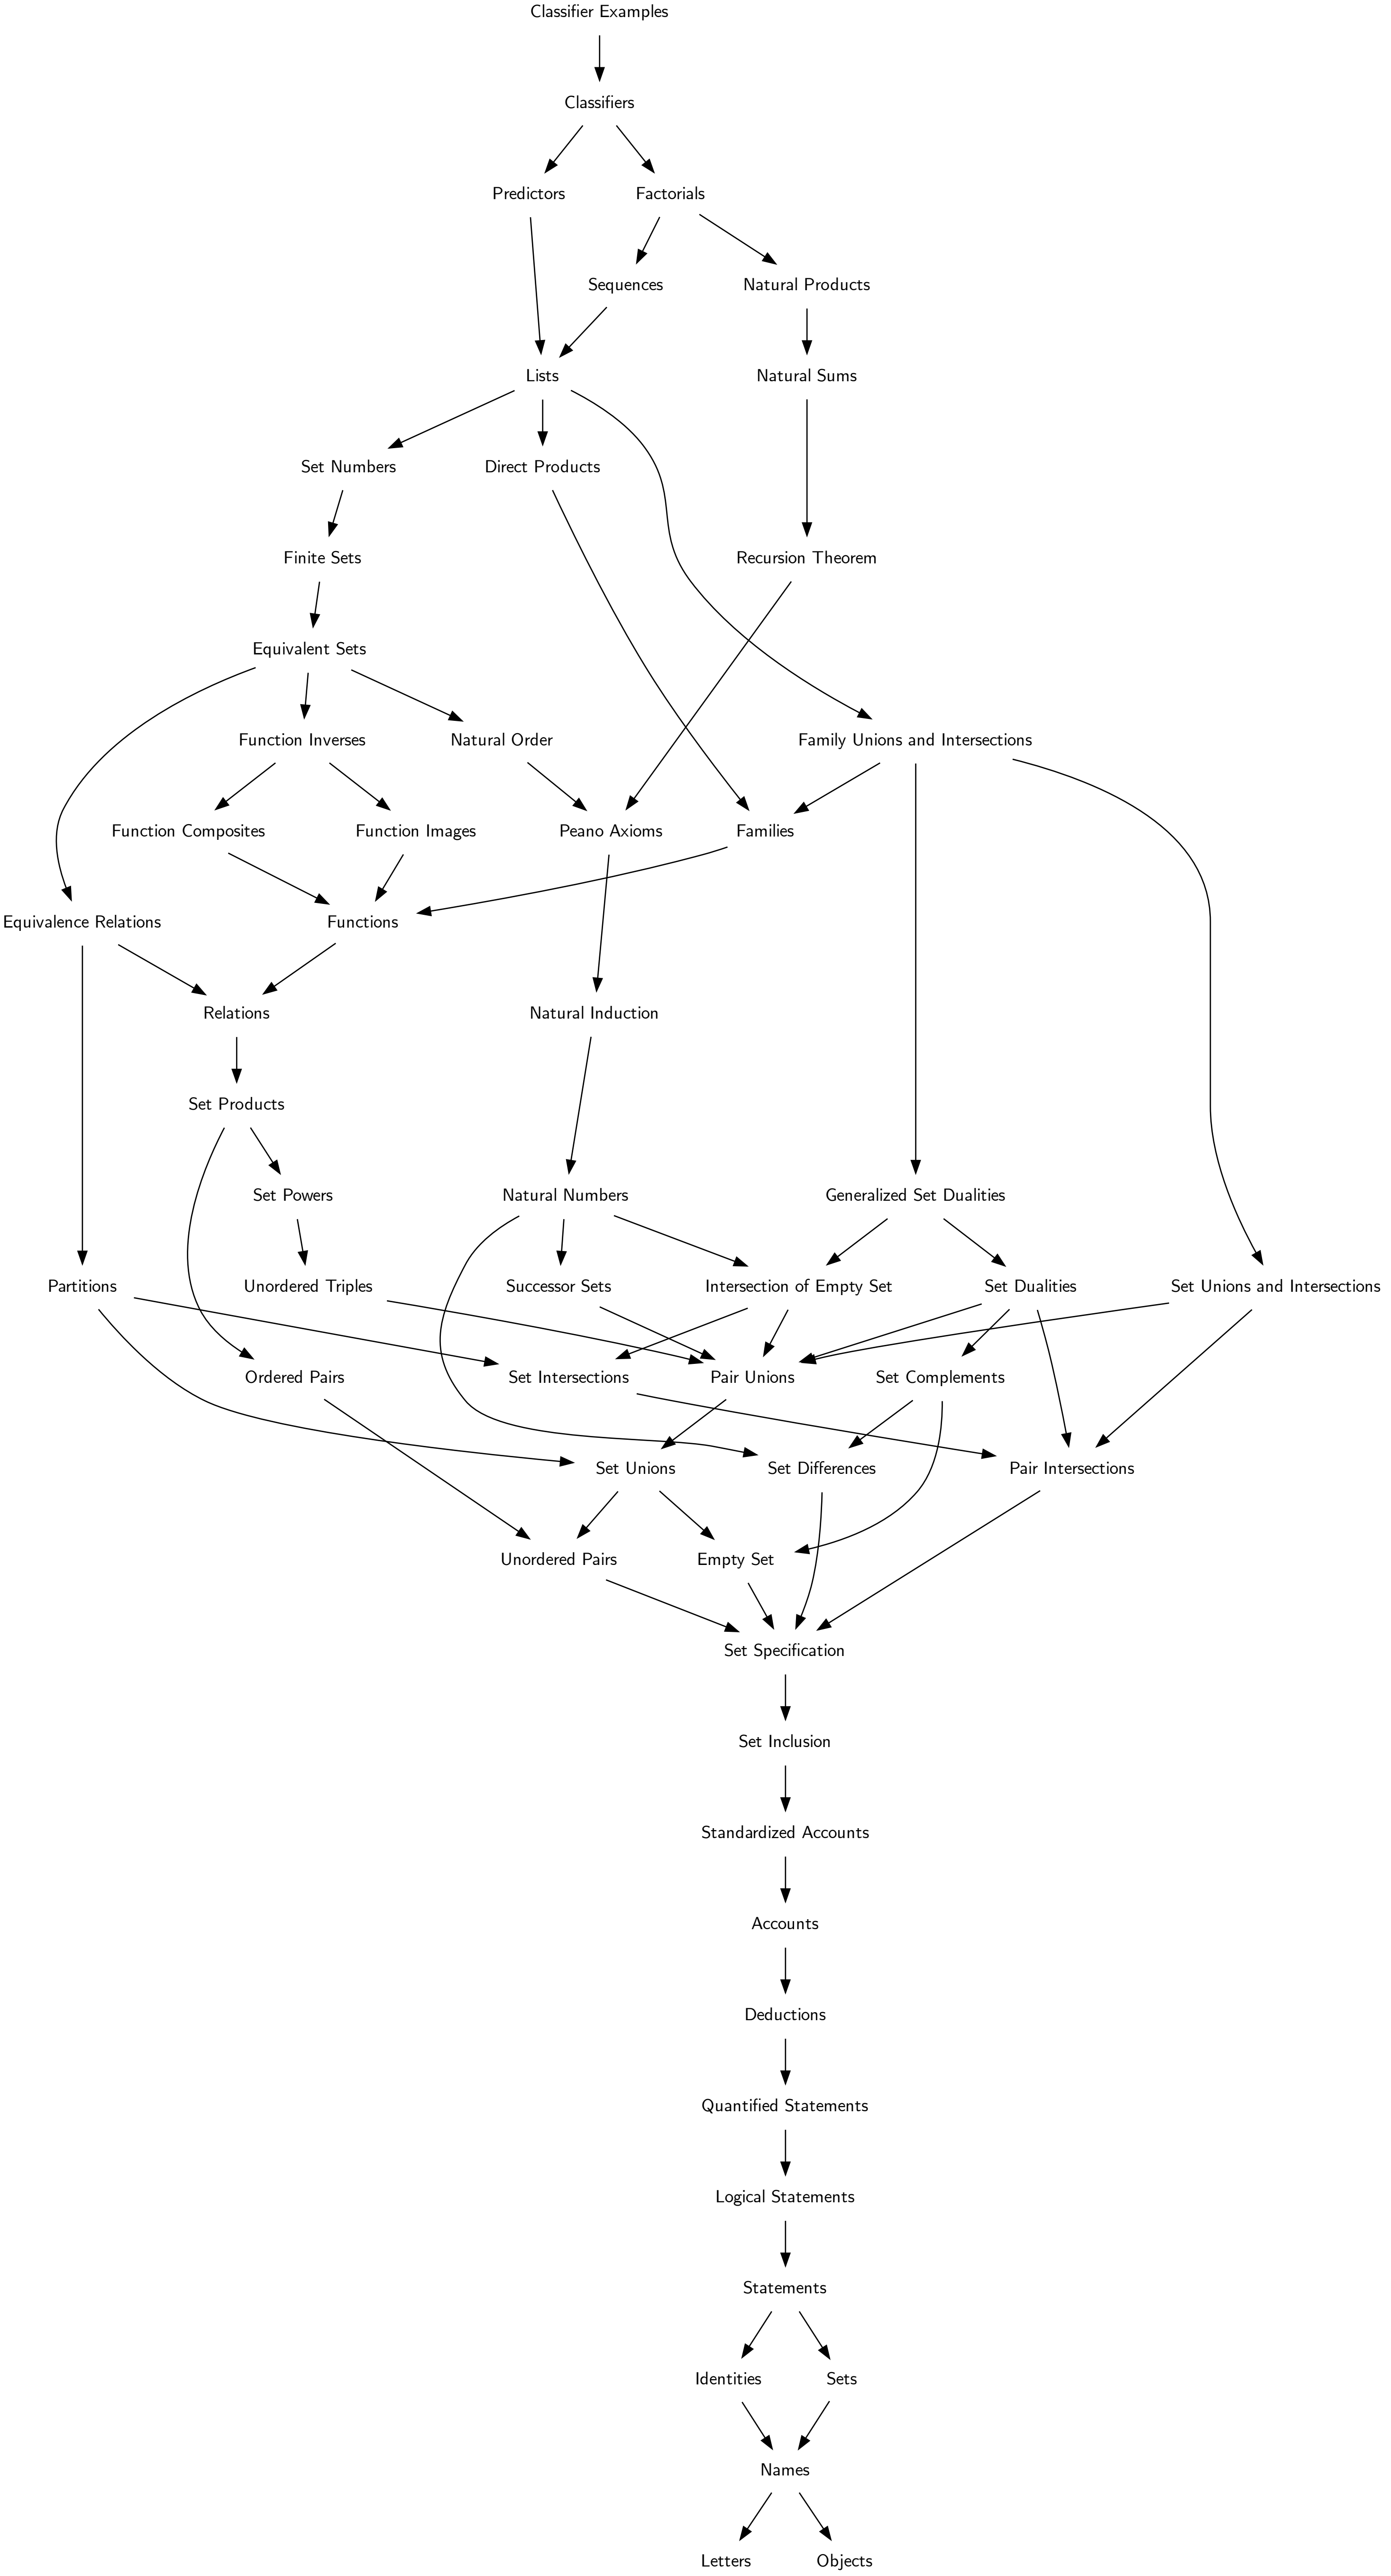 Classifier Examples
Classifiers
Predictors
Factorials
Sequences
Natural Products
Lists
Natural Sums
Set Numbers
Direct Products
Finite Sets
Recursion Theorem
Equivalent Sets
Function Inverses
Natural Order
Family Unions and Intersections
Function Composites
Function Images
Peano Axioms
Families
Equivalence Relations
Functions
Relations
Natural Induction
Set Products
Set Powers
Natural Numbers
Generalized Set Dualities
Partitions
Unordered Triples
Successor Sets
Intersection of Empty Set
Set Dualities
Set Unions and Intersections
Ordered Pairs
Set Intersections
Pair Unions
Set Complements
Set Unions
Set Differences
Pair Intersections
Unordered Pairs
Empty Set
Set Specification
Set Inclusion
Standardized Accounts
Accounts
Deductions
Quantified Statements
Logical Statements
Statements
Identities
Sets
Names
Letters
Objects